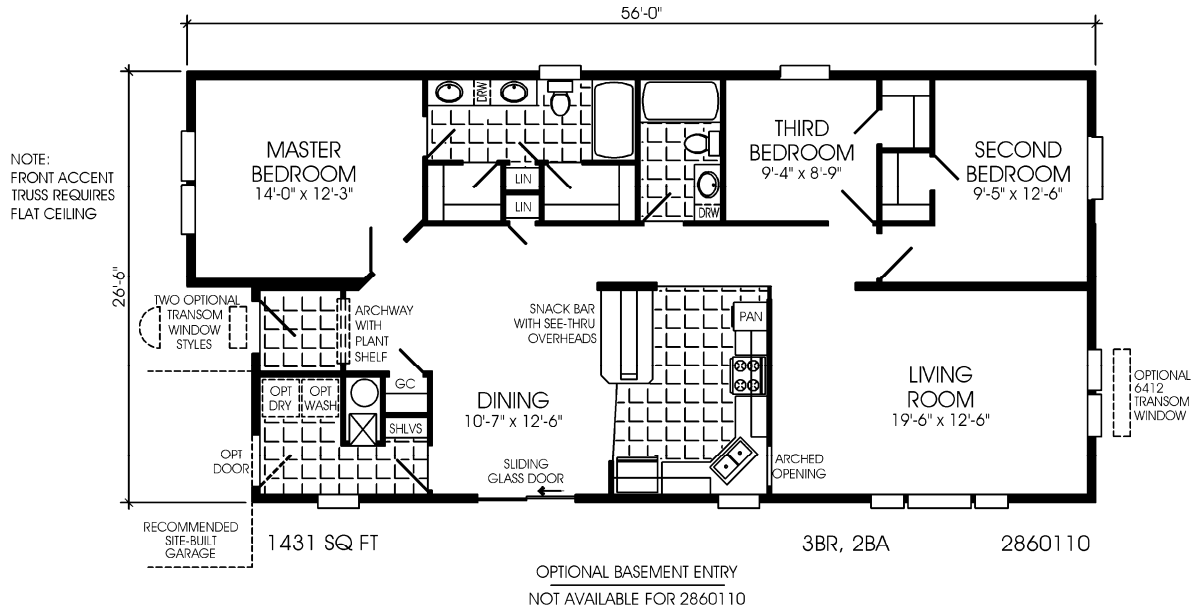 56'-0"
NOTE:
FRONT ACCENT
TRUSS REQUIRES
FLAT CEILING
26'-6"
MASTER
BEDROOM
14'-0" x 12'-3"
DRW
LIN
LIN
DRW
THIRD
BEDROOM
9'-4" x 8'-9"
SECOND
BEDROOM
9'-5" x 12'-6"
TWO OPTIONAL
TRANSOM
WINDOW
STYLES
ARCHWAY
WITH
PLANT
SHELF
SNACK BAR
WITH SEE-THRU
OVERHEADS
PAN
OPT
DRY
OPT
WASH
GC
SHLVS
DINING
10'-7" x 12'-6"
LIVING
ROOM
19'-6" x 12'-6"
OPTIONAL
6412
TRANSOM
WINDOW
OPT
DOOR
SLIDING
GLASS DOOR
ARCHED
OPENING
RECOMMENDED
SITE-BUILT
GARAGE
1431 SQ FT
3BR, 2BA
2860110
OPTIONAL BASEMENT ENTRY
NOT AVAILABLE FOR 2860110